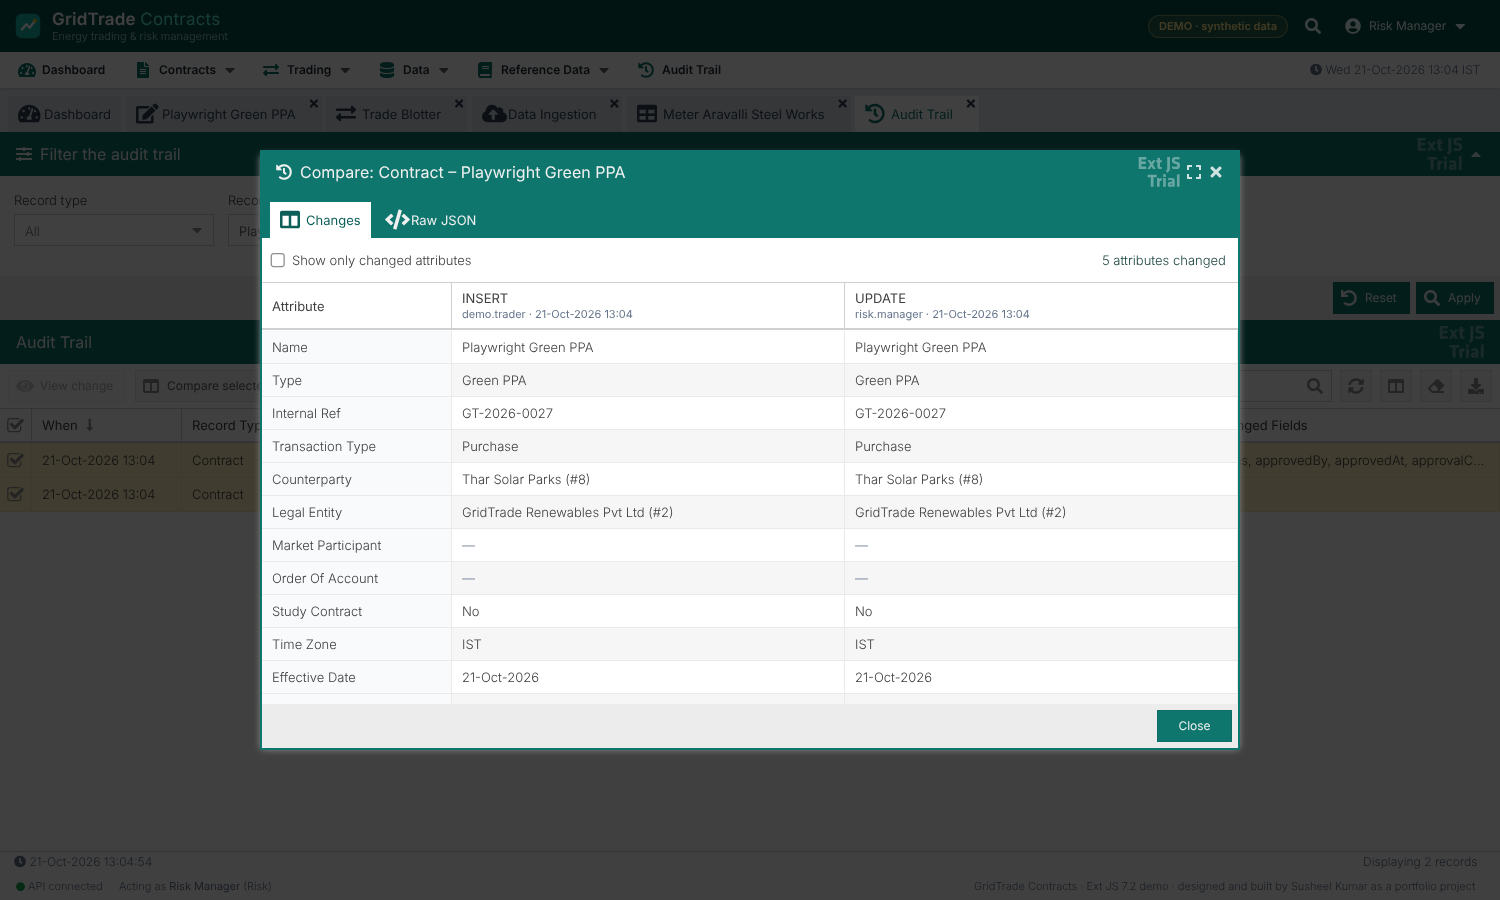 GridTrade Contracts
Energy trading & risk management
DEMO · synthetic data
Risk Manager
Dashboard
Contracts
Trading
Data
Reference Data
Audit Trail
Wed 21-Oct-2026 13:04 IST
Dashboard
Playwright Green PPA
Trade Blotter
Data Ingestion
Meter Aravalli Steel Works
Audit Trail
Filter the audit trail
Ext JS
Trial
Record type
All
Reset
Apply
Audit Trail
Ext JS
Trial
View change
Compare
When
Contract
21-Oct-2026 13:04
approvedBy, approvedAt,
21-Oct-2026 13:04
Contract
Compare: Contract – Playwright Green PPA
Ext JS
Trial
Changes
Raw JSON
Show only changed attributes
5 attributes changed
Attribute
INSERT
demo.trader · 21-Oct-2026 13:04
UPDATE
risk.manager · 21-Oct-2026 13:04
Name
Playwright Green PPA
Playwright Green PPA
Type
Green PPA
Green PPA
Internal Ref
GT-2026-0027
GT-2026-0027
Transaction Type
Purchase
Purchase
Counterparty
Thar Solar Parks (#8)
Thar Solar Parks (#8)
Legal Entity
GridTrade Renewables Pvt Ltd (#2)
GridTrade Renewables Pvt Ltd (#2)
Market Participant
—
—
Order Of Account
—
—
Study Contract
No
No
Time Zone
IST
IST
Effective Date
21-Oct-2026
21-Oct-2026
Close
21-Oct-2026 13:04:54
Displaying 2 records
API connected
Acting as Risk Manager (Risk)
GridTrade Contracts · Ext JS 7.2 demo · designed and built by Susheel Kumar as a portfolio project